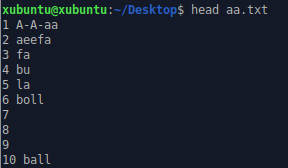 xubuntu@xubuntu:~/Desktop$ head aa.txt
1 A-A-aa
2 aeefa
3 fa
4 bu
5 la
6 boll
7
8
9
10 ball